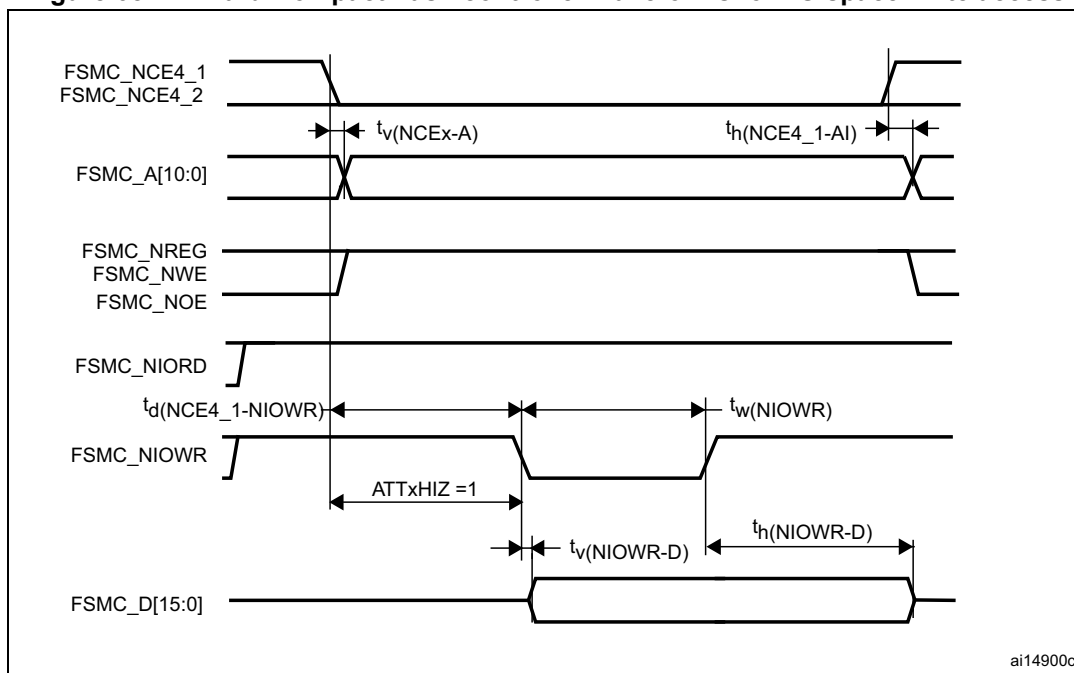 FSMC_NCE4_1
FSMC_NCE4_2
tv(NCEx-A)
th(NCE4_1-AI)
FSMC_A[10:0]
FSMC_NREG
FSMC_NWE
FSMC_NOE
FSMC_NIORD
td(NCE4_1-NIOWR)
tw(NIOWR)
FSMC_NIOWR
ATTxHIZ =1
th(NIOWR-D)
tv(NIOWR-D)
FSMC_D[15:0]
ai14900c